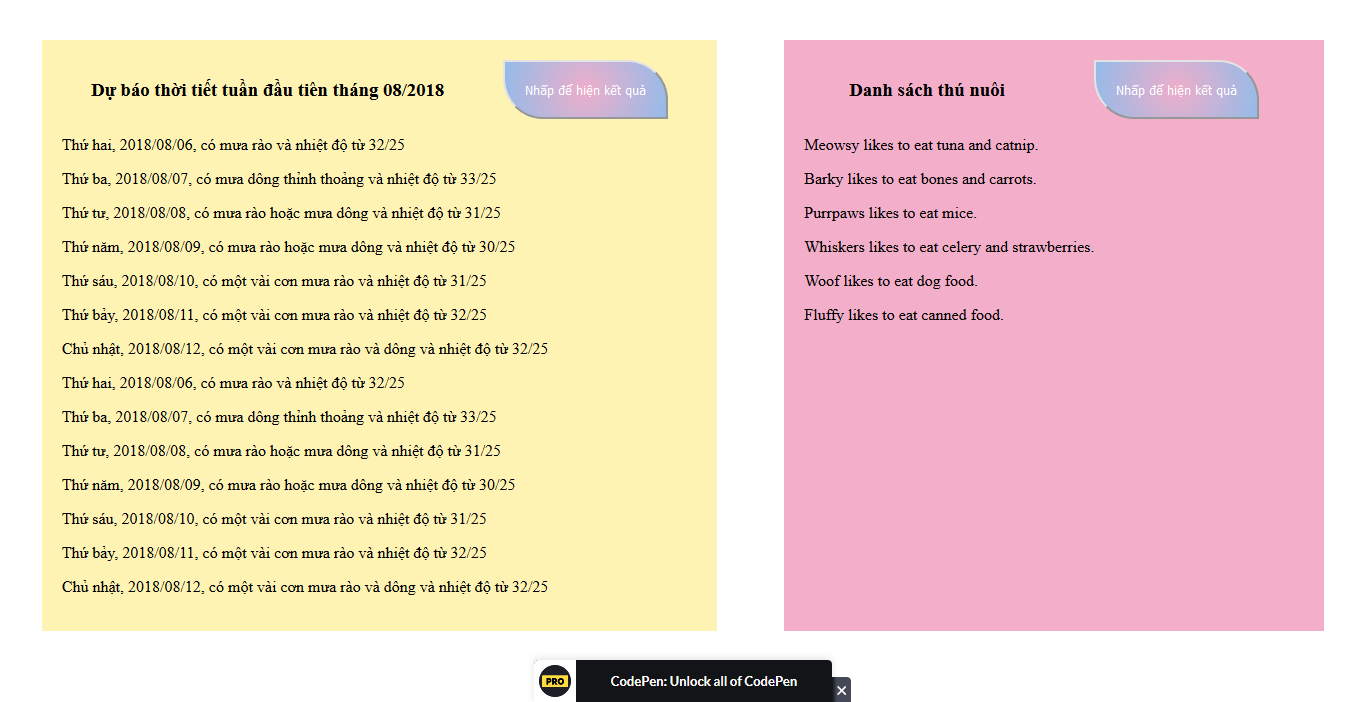 Dự báo thời tiết tuần đầu tiên tháng 08/2018
Nhấp để hiện kết quả
Thứ hai, 2018/08/06, có mưa rào và nhiệt độ từ 32/25
Thứ ba, 2018/08/07, có mưa dông thỉnh thoảng và nhiệt độ từ 33/25
Thứ tư, 2018/08/08, có mưa rào hoặc mưa dông và nhiệt độ từ 31/25
Thứ năm, 2018/08/09, có mưa rào hoặc mưa dông và nhiệt độ từ 30/25
Thứ sáu, 2018/08/10, có một vài cơn mưa rào và nhiệt độ từ 31/25
Thứ bảy, 2018/08/11, có một vài cơn mưa rào và nhiệt độ từ 32/25
Chủ nhật, 2018/08/12, có một vài cơn mưa rào và dông và nhiệt độ từ 32/25
Thứ hai, 2018/08/06, có mưa rào và nhiệt độ từ 32/25
Thứ ba, 2018/08/07, có mưa dông thỉnh thoảng và nhiệt độ từ 33/25
Thứ tư, 2018/08/08, có mưa rào hoặc mưa dông và nhiệt độ từ 31/25
Thứ năm, 2018/08/09, có mưa rào hoặc mưa dông và nhiệt độ từ 30/25
Thứ sáu, 2018/08/10, có một vài cơn mưa rào và nhiệt độ từ 31/25
Thứ bảy, 2018/08/11, có một vài cơn mưa rào và nhiệt độ từ 32/25
Chủ nhật, 2018/08/12, có một vài cơn mưa rào và dông và nhiệt độ từ 32/25
Danh sách thú nuôi
Nhấp để hiện kết quả
Meowsy likes to eat tuna and catnip.
Barky likes to eat bones and carrots.
Purrpaws likes to eat mice.
Whiskers likes to eat celery and strawberries.
Woof likes to eat dog food.
Fluffy likes to eat canned food.
PRO
CodePen: Unlock all of CodePen